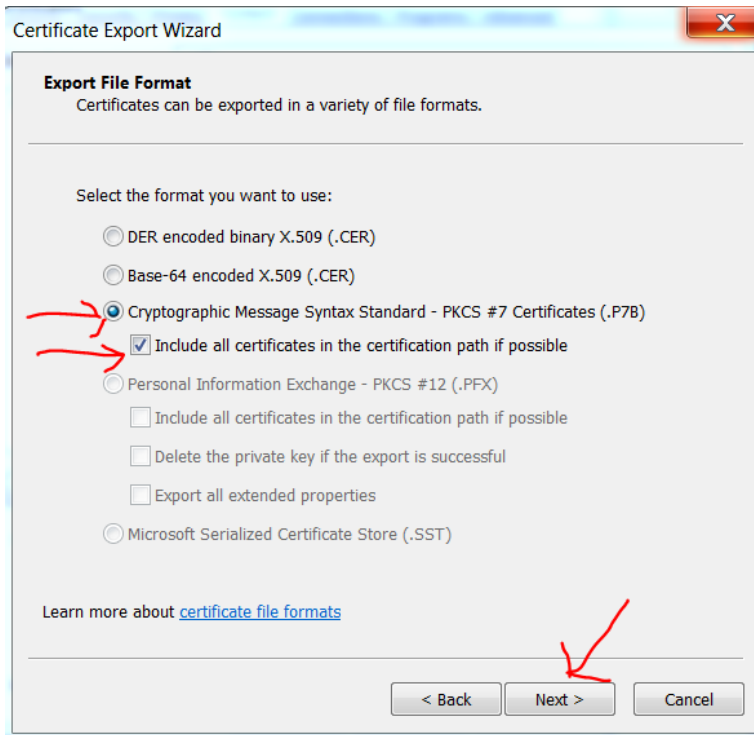 Certificate Export Wizard
Export File Format
Certificates can be exported in a variety of file formats.
Select the format you want to use:
DER encoded binary X.509 (.CER)
Base-64 encoded X.509 (.CER)
Cryptographic Message Syntax Standard - PKCS #7 Certificates (.P7B)
Include all certificates in the certification path if possible
Personal Information Exchange - PKCS #12 (.PFX)
Include all certificates in the certification path if possible
Delete the private key if the export is successful
Export all extended properties
Microsoft Serialized Certificate Store (.SST)
Learn more about certificate file formats
< Back Next > Cancel